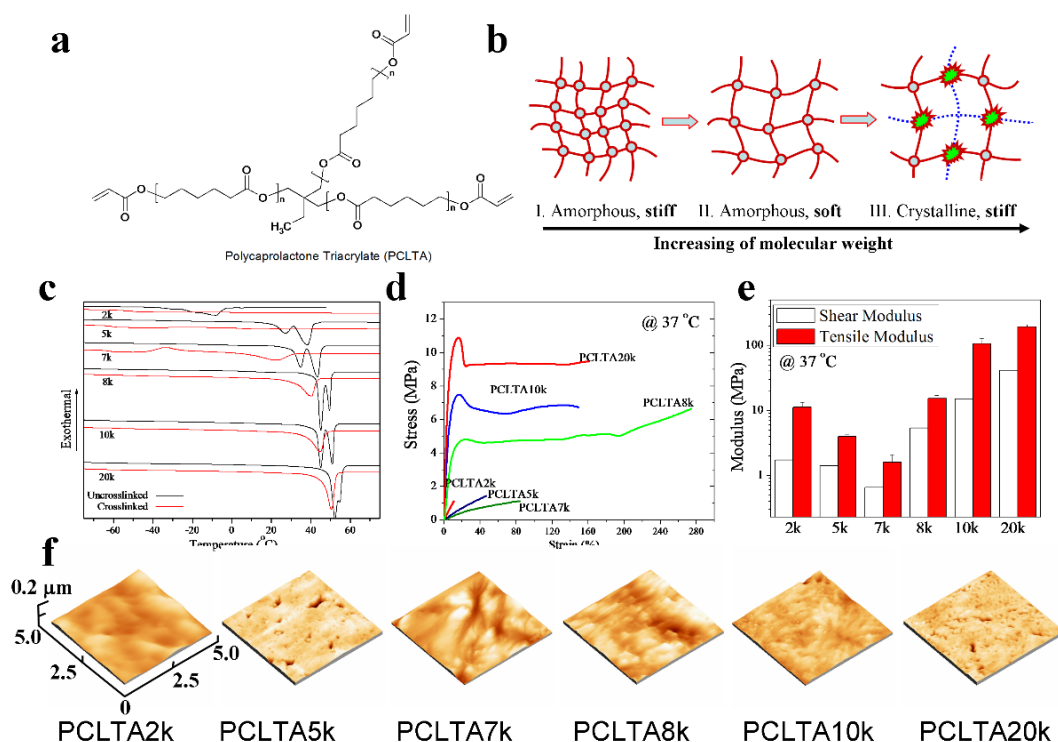 a
O
O
n
O
O
O
O
O
O
n
O
O
O
n
O
O
H₃C
Polycaprolactone Triacrylate (PCLTA)
b
I. Amorphous, stiff
II. Amorphous, soft
III. Crystalline, stiff
Increasing of molecular weight
c
Exothermal
2k
5k
7k
8k
10k
20k
Uncrosslinked
Crosslinked
-60 -40 -20 0 20 40 60
Temperature (°C)
d
@ 37 °C
Stress (MPa)
12
10
8
6
4
2
0
PCLTA20k
PCLTA10k
PCLTA8k
PCLTA2k
PCLTA5k
PCLTA7k
0 40 80 120 160 200 240 280
Strain (%)
e
Shear Modulus
Tensile Modulus
@ 37 °C
Modulus (MPa)
100
10
1
2k 5k 7k 8k 10k 20k
f
0.2 μm
5.0
2.5
0
2.5
5.0
PCLTA2k PCLTA5k PCLTA7k PCLTA8k PCLTA10k PCLTA20k